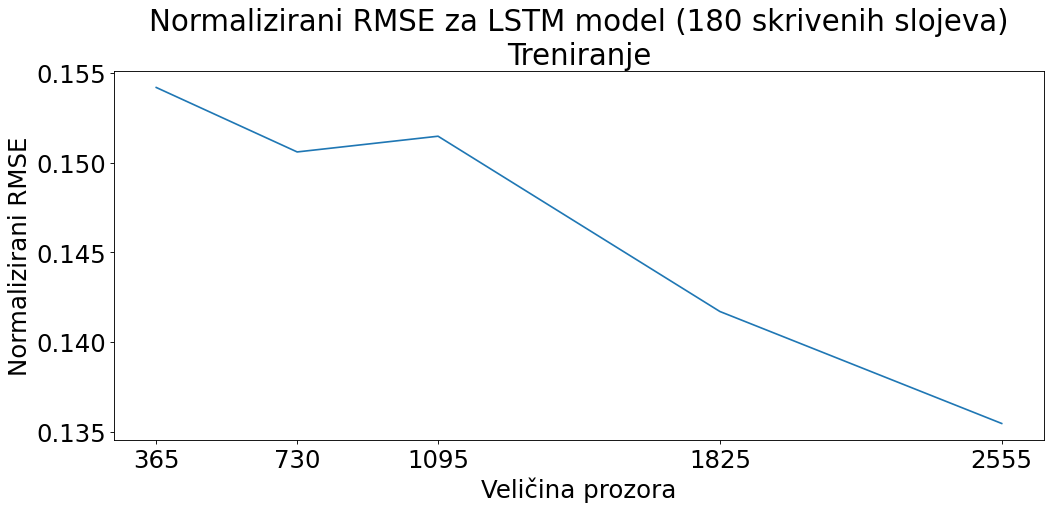 Normalizirani RMSE za LSTM model (180 skrivenih slojeva)
Treniranje
Normalizirani RMSE
0.155
0.150
0.145
0.140
0.135
365 730 1095 1825 2555
Veličina prozora